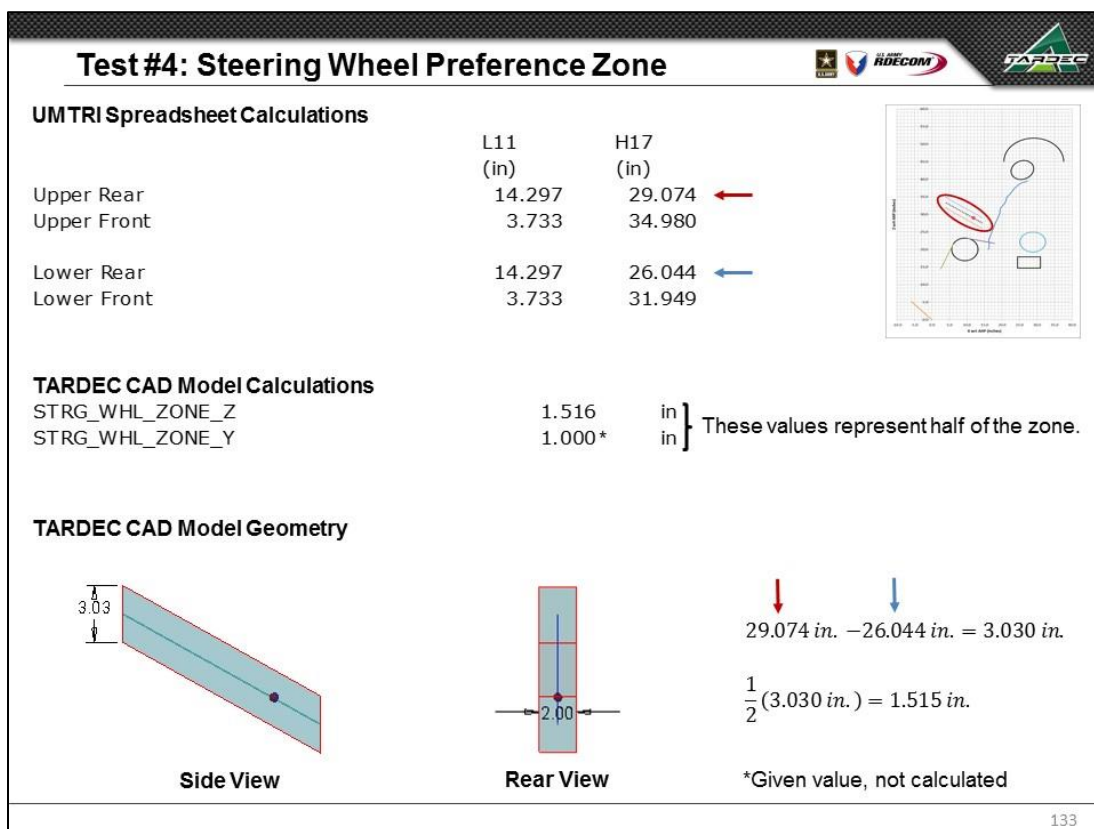 Test #4: Steering Wheel Preference Zone
U.S. ARMY
U.S. ARMY
RDECOM
TARDEC
UMTRI Spreadsheet Calculations
L11 H17
(in) (in)
Upper Rear 14.297 29.074
Upper Front 3.733 34.980
Lower Rear 14.297 26.044
Lower Front 3.733 31.949
TARDEC CAD Model Calculations
STRG_WHL_ZONE_Z 1.516 in
STRG_WHL_ZONE_Y 1.000* in
These values represent half of the zone.
TARDEC CAD Model Geometry
3.03
2.00
29.074 in. −26.044 in. = 3.030 in.
1/2 (3.030 in.) = 1.515 in.
Side View
Rear View
*Given value, not calculated
133